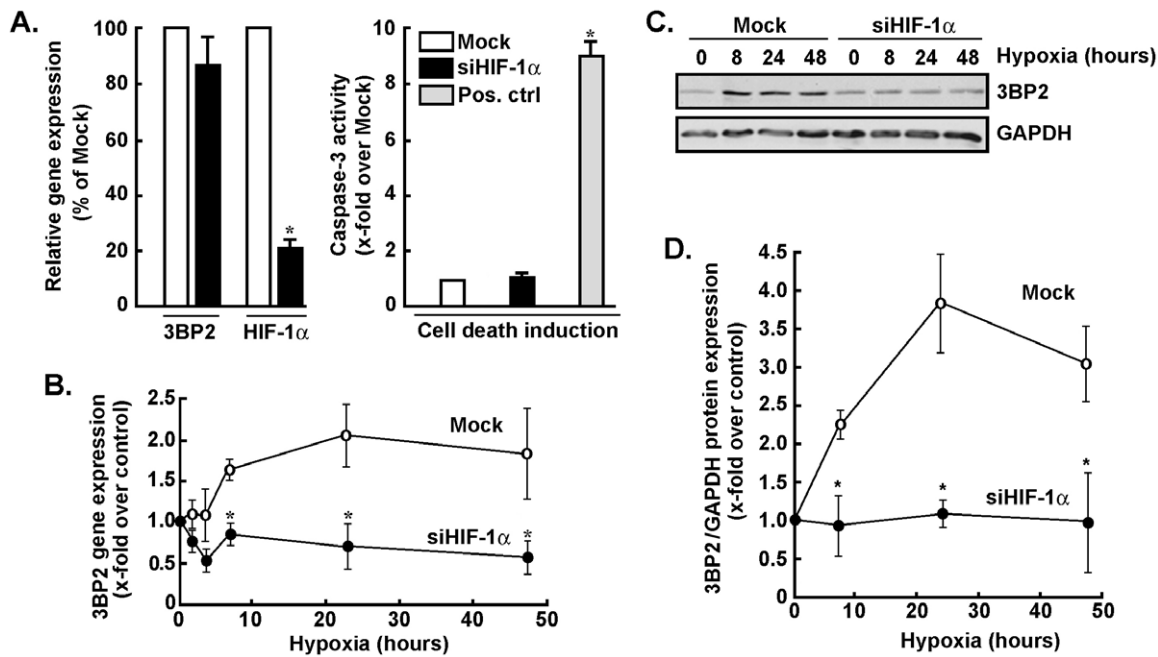 A.
Relative gene expression
(% of Mock)
100
80
60
40
20
0
*
3BP2
HIF-1α
Caspase-3 activity
(x-fold over Mock)
10
8
6
4
2
0
Mock
siHIF-1α
Pos. ctrl
*
Cell death induction
B.
3BP2 gene expression
(x-fold over control)
2.5
2.0
1.5
1.0
0.5
0
Mock
siHIF-1α
* * *
0 10 20 30 40 50
Hypoxia (hours)
C.
Mock siHIF-1α
0 8 24 48 0 8 24 48 Hypoxia (hours)
3BP2
GAPDH
D.
3BP2/GAPDH protein expression
(x-fold over control)
4.5
4.0
3.5
3.0
2.5
2.0
1.5
1.0
0.5
0
Mock
siHIF-1α
* * *
0 10 20 30 40 50
Hypoxia (hours)